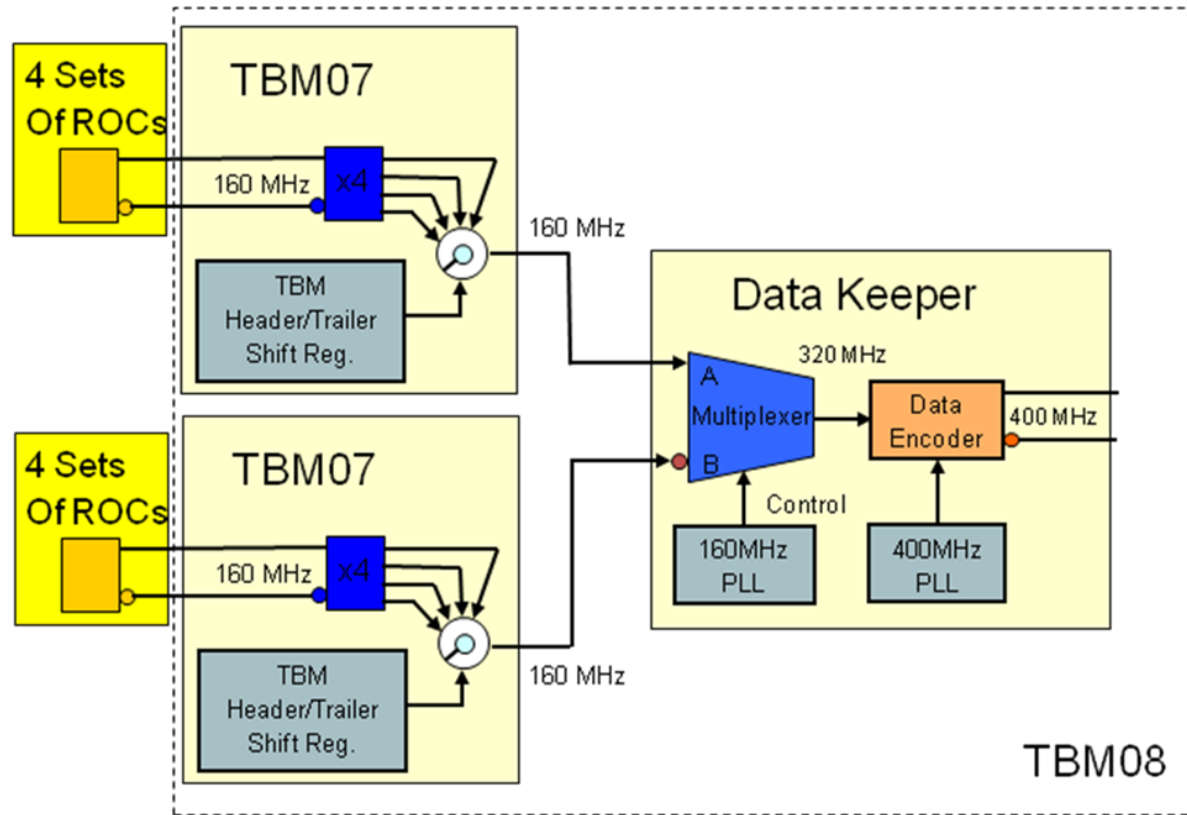 4 Sets
Of ROCs
TBM07
160 MHz
x4
TBM
Header/Trailer
Shift Reg.
160 MHz
4 Sets
Of ROCs
TBM07
160 MHz
x4
TBM
Header/Trailer
Shift Reg.
160 MHz
Data Keeper
320 MHz
A
Multiplexer
B
Data
Encoder
400 MHz
Control
160MHz
PLL
400MHz
PLL
TBM08